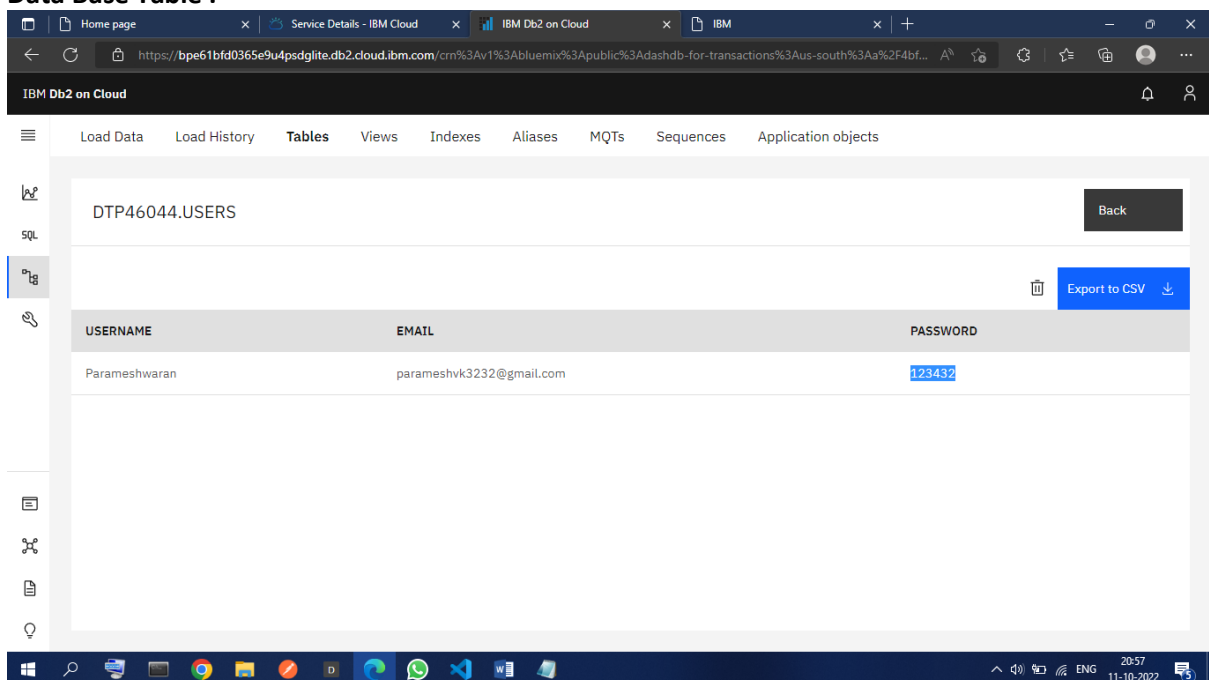 Data Base Table :
Home page
Service Details - IBM Cloud
IBM Db2 on Cloud
IBM
https://bpe61bfd0365e9u4psdglite.db2.cloud.ibm.com/crn%3Av1%3Abluemix%3Apublic%3Adashdb-for-transactions%3Aus-south%3Aa%2F4bf...
IBM Db2 on Cloud
Load Data Load History Tables Views Indexes Aliases MQTs Sequences Application objects
DTP46044.USERS
Back
SQL
Export to CSV
USERNAME EMAIL PASSWORD
Parameshwaran parameshvk3232@gmail.com 123432
ENG
20:57
11-10-2022
5